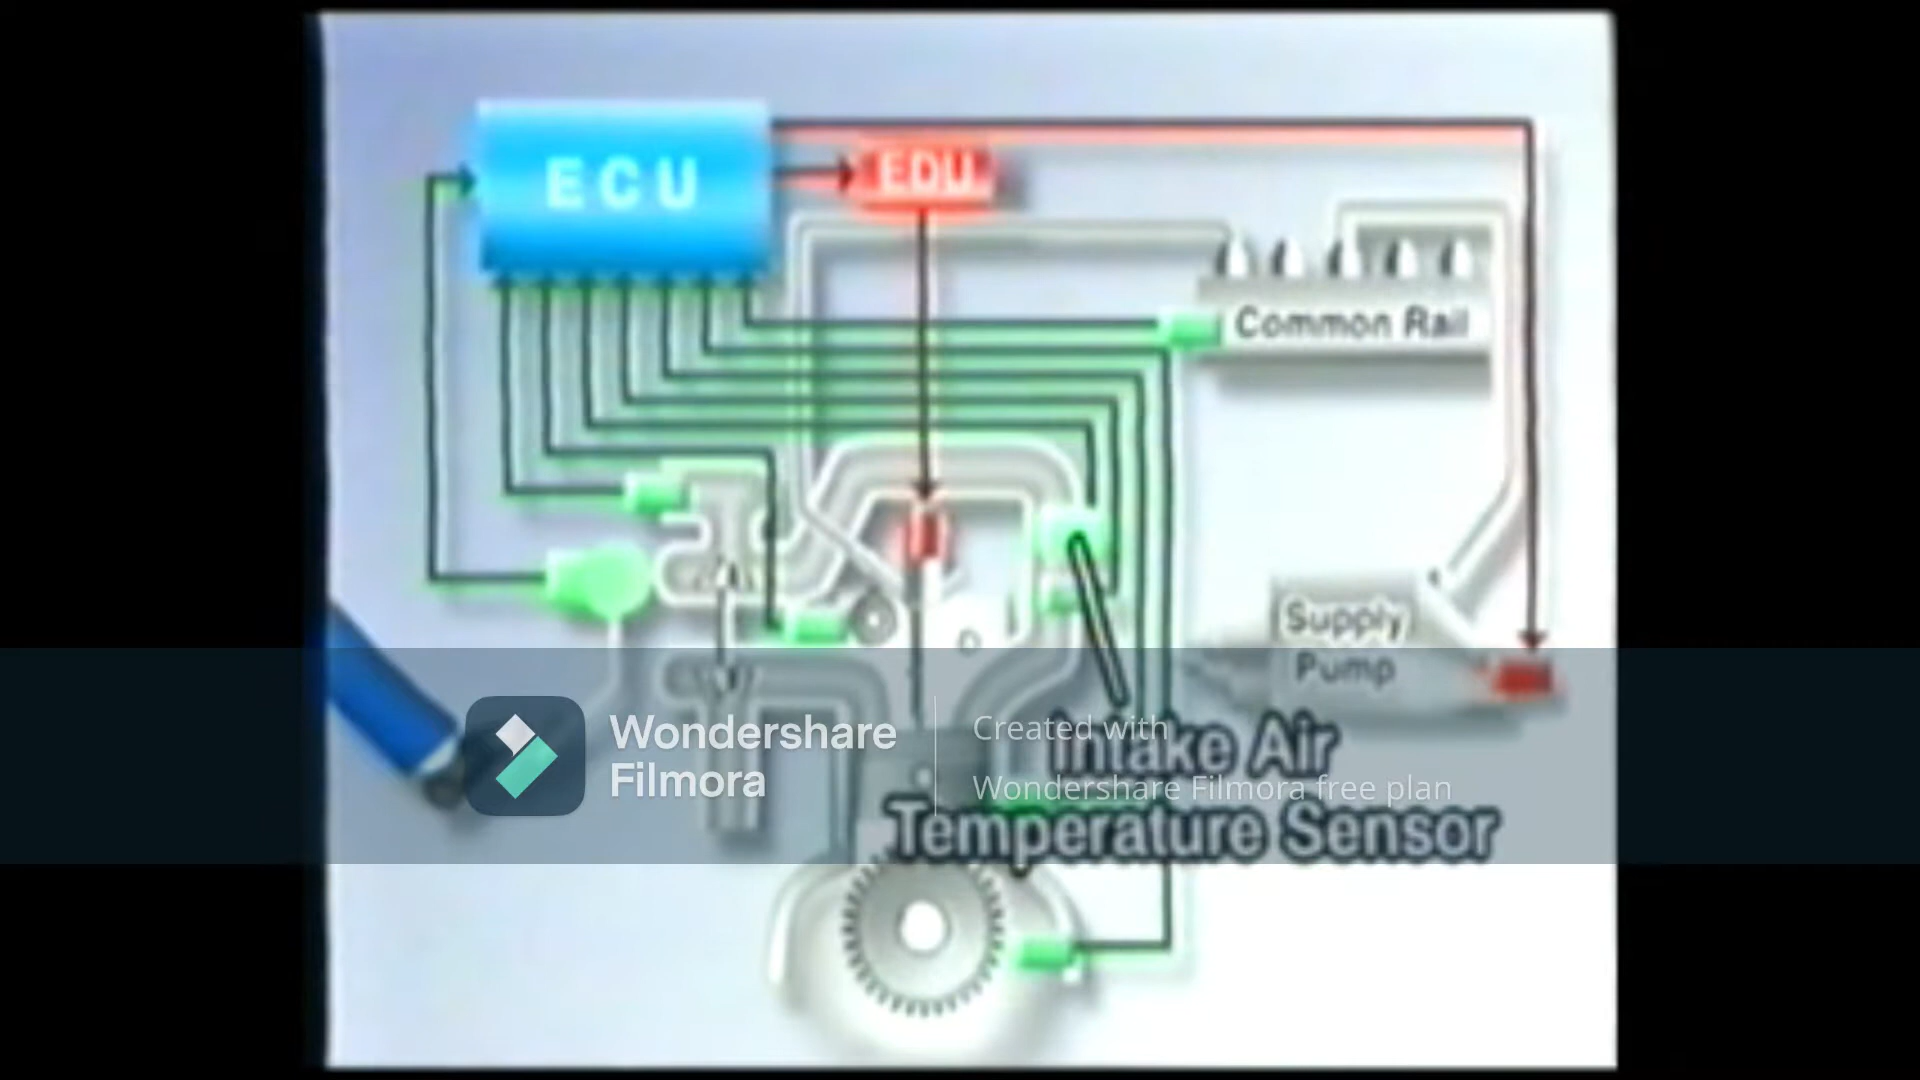 ECU
EDU
Common Rail
Supply
Pump
Wondershare
Filmora
Created with
Wondershare Filmora free plan
Intake Air
Temperature Sensor